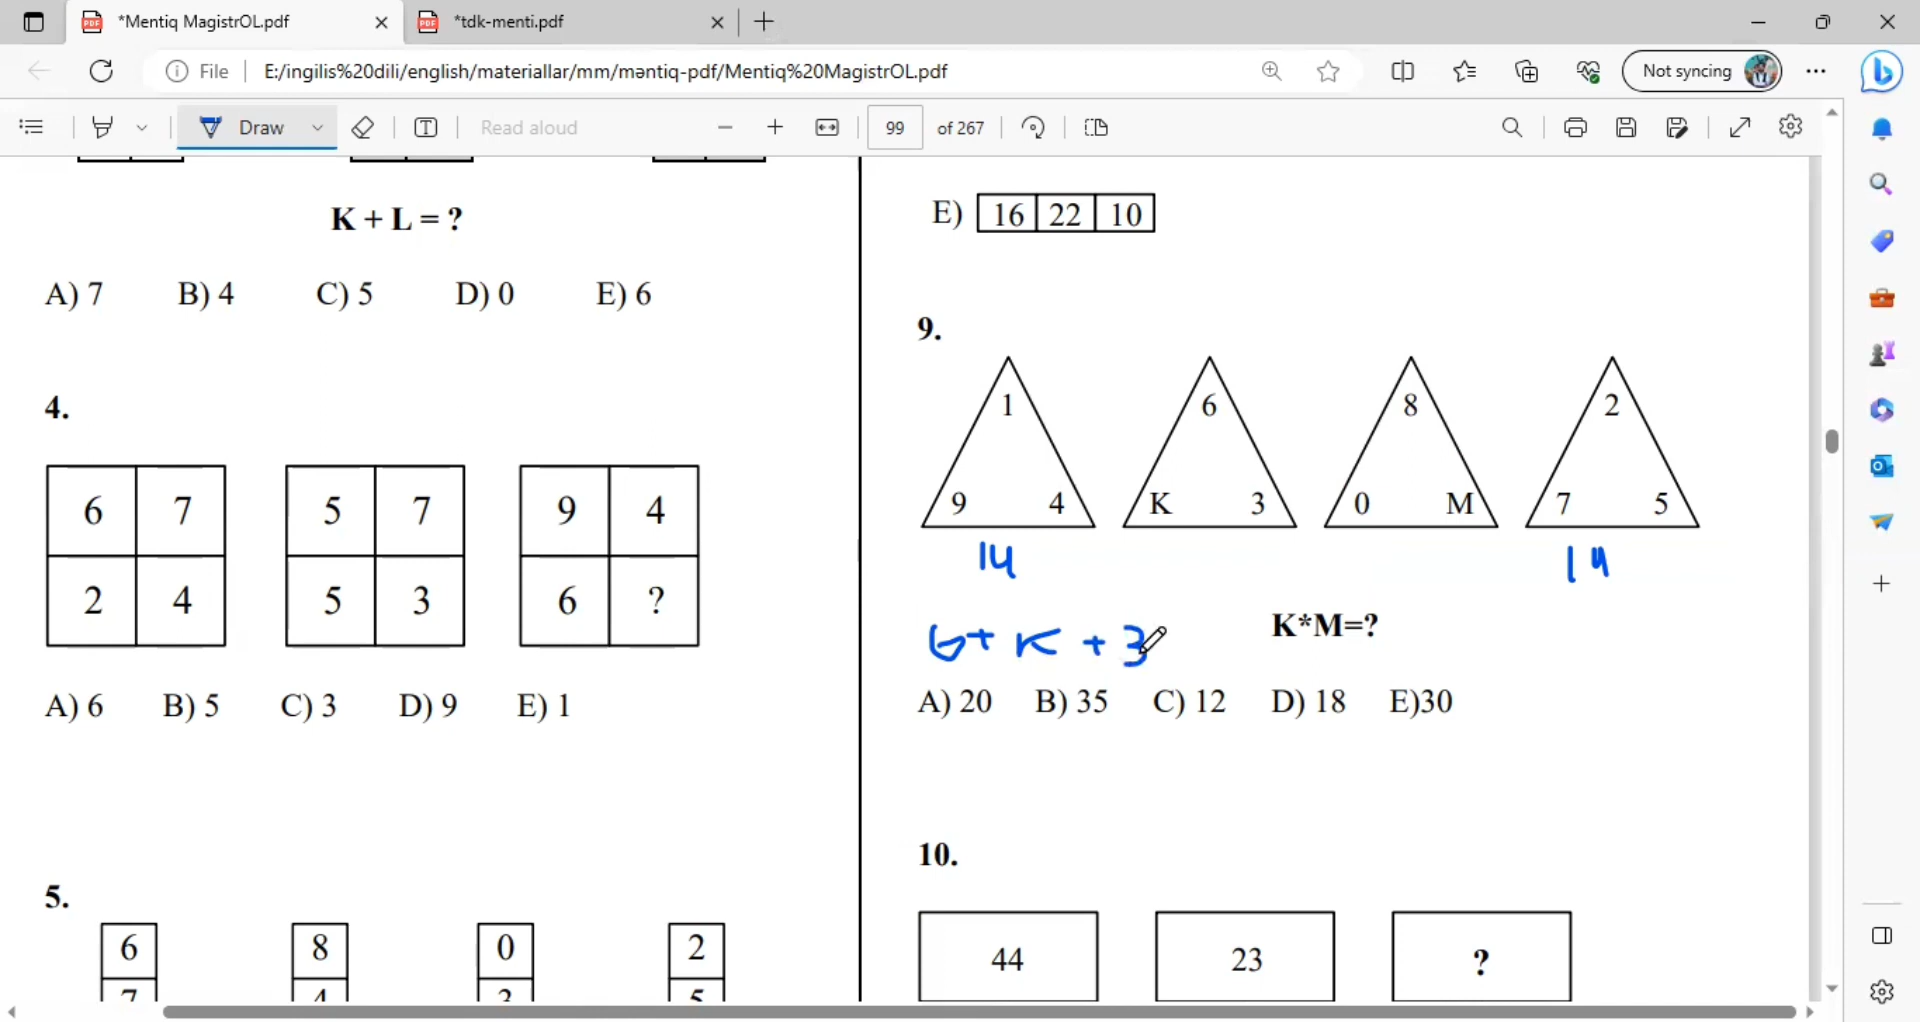 *Mentiq MagistrOL.pdf
*tdk-menti.pdf
File
E:/ingilis%20dili/english/materiallar/mm/məntiq-pdf/Mentiq%20MagistrOL.pdf
Not syncing
Draw
Read aloud
99 of 267
K + L = ?
A) 7 B) 4 C) 5 D) 0 E) 6
4.
6 7 5 7 9 4
2 4 5 3 6 ?
A) 6 B) 5 C) 3 D) 9 E) 1
5.
6 8 0 2
7 4 3 5
E) 16 22 10
9.
1 6 8 2
9 4 K 3 0 M 7 5
14 14
6+ K + 3
K*M=?
A) 20 B) 35 C) 12 D) 18 E)30
10.
44 23 ?